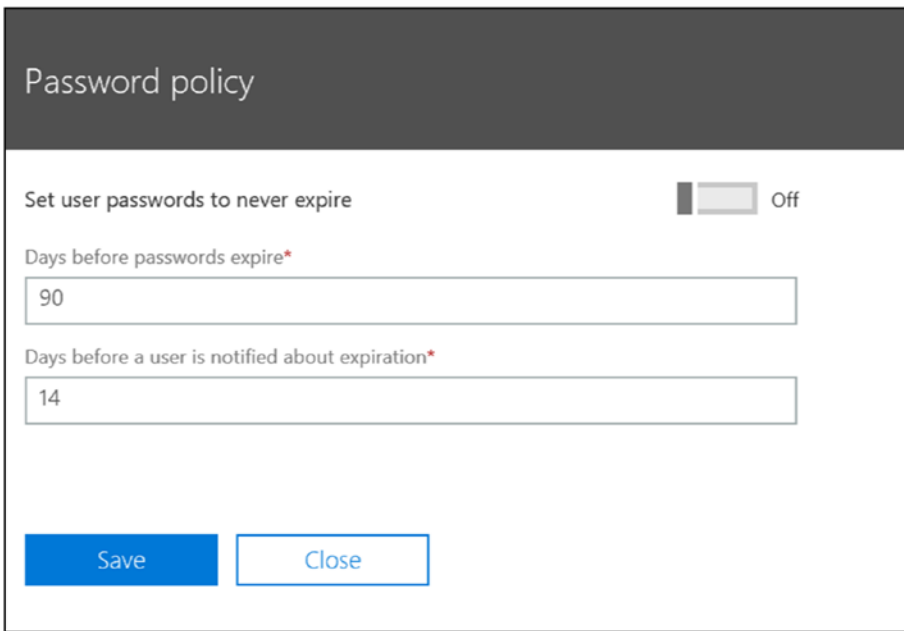 Password policy
Set user passwords to never expire Off
Days before passwords expire*
90
Days before a user is notified about expiration*
14
Save Close